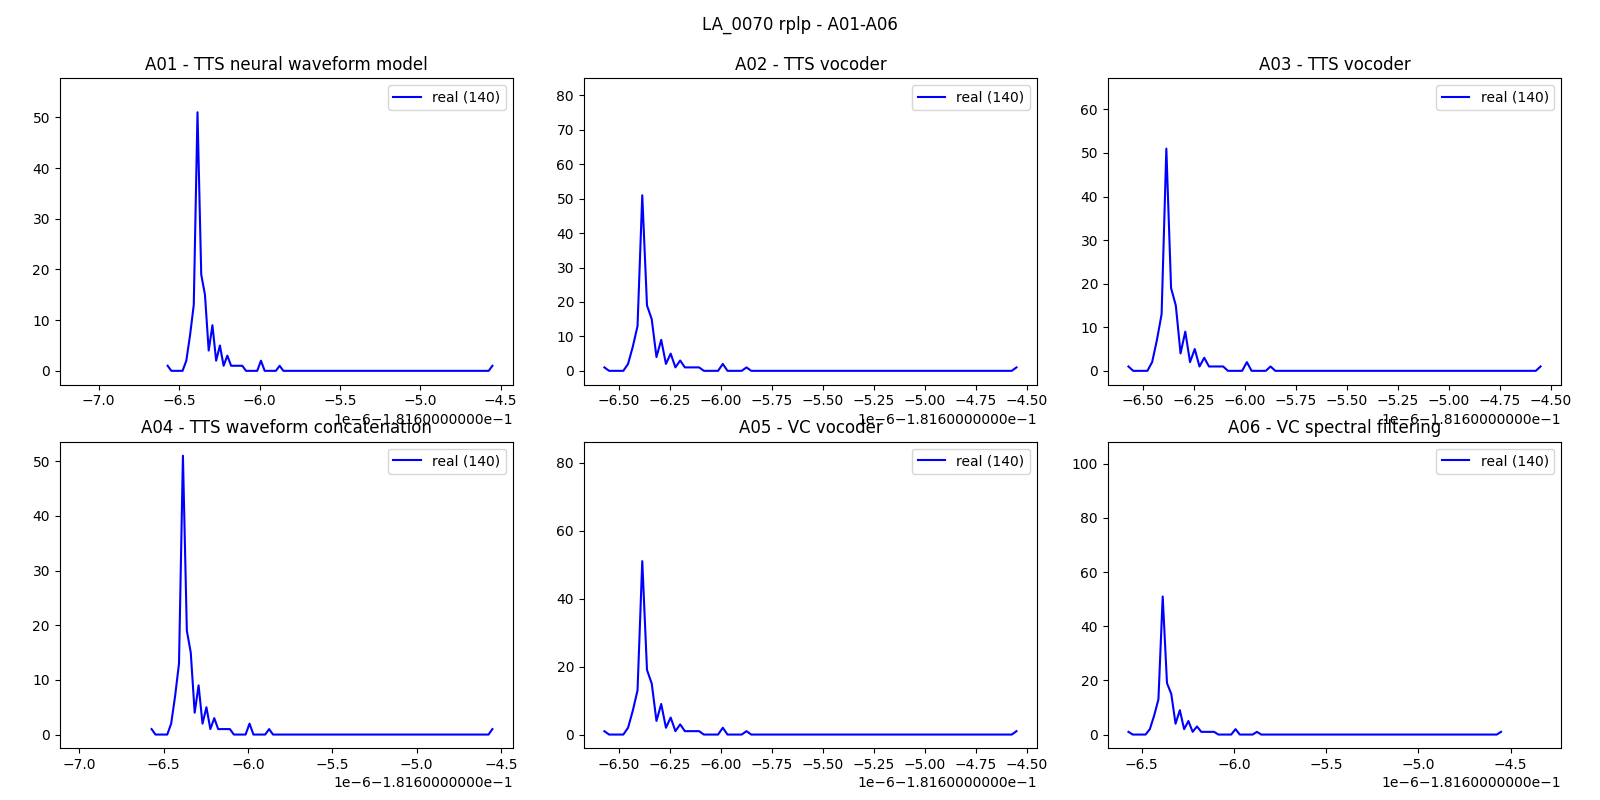 LA_0070 rplp - A01-A06
A01 - TTS neural waveform model
A02 - TTS vocoder
A03 - TTS vocoder
real (140)
real (140)
real (140)
50
40
30
20
10
0
80
70
60
50
40
30
20
10
0
60
50
40
30
20
10
0
−7.0 −6.5 −6.0 −5.5 −5.0 −4.5
−6.50 −6.25 −6.00 −5.75 −5.50 −5.25 −5.00 −4.75 −4.50
−6.50 −6.25 −6.00 −5.75 −5.50 −5.25 −5.00 −4.75 −4.50
1e−6−1.8160000000e−1
1e−6−1.8160000000e−1
1e−6−1.8160000000e−1
A04 - TTS waveform concatenation
A05 - VC vocoder
A06 - VC spectral filtering
real (140)
real (140)
real (140)
50
40
30
20
10
0
80
60
40
20
0
100
80
60
40
20
0
−7.0 −6.5 −6.0 −5.5 −5.0 −4.5
−6.50 −6.25 −6.00 −5.75 −5.50 −5.25 −5.00 −4.75 −4.50
−6.5 −6.0 −5.5 −5.0 −4.5
1e−6−1.8160000000e−1
1e−6−1.8160000000e−1
1e−6−1.8160000000e−1